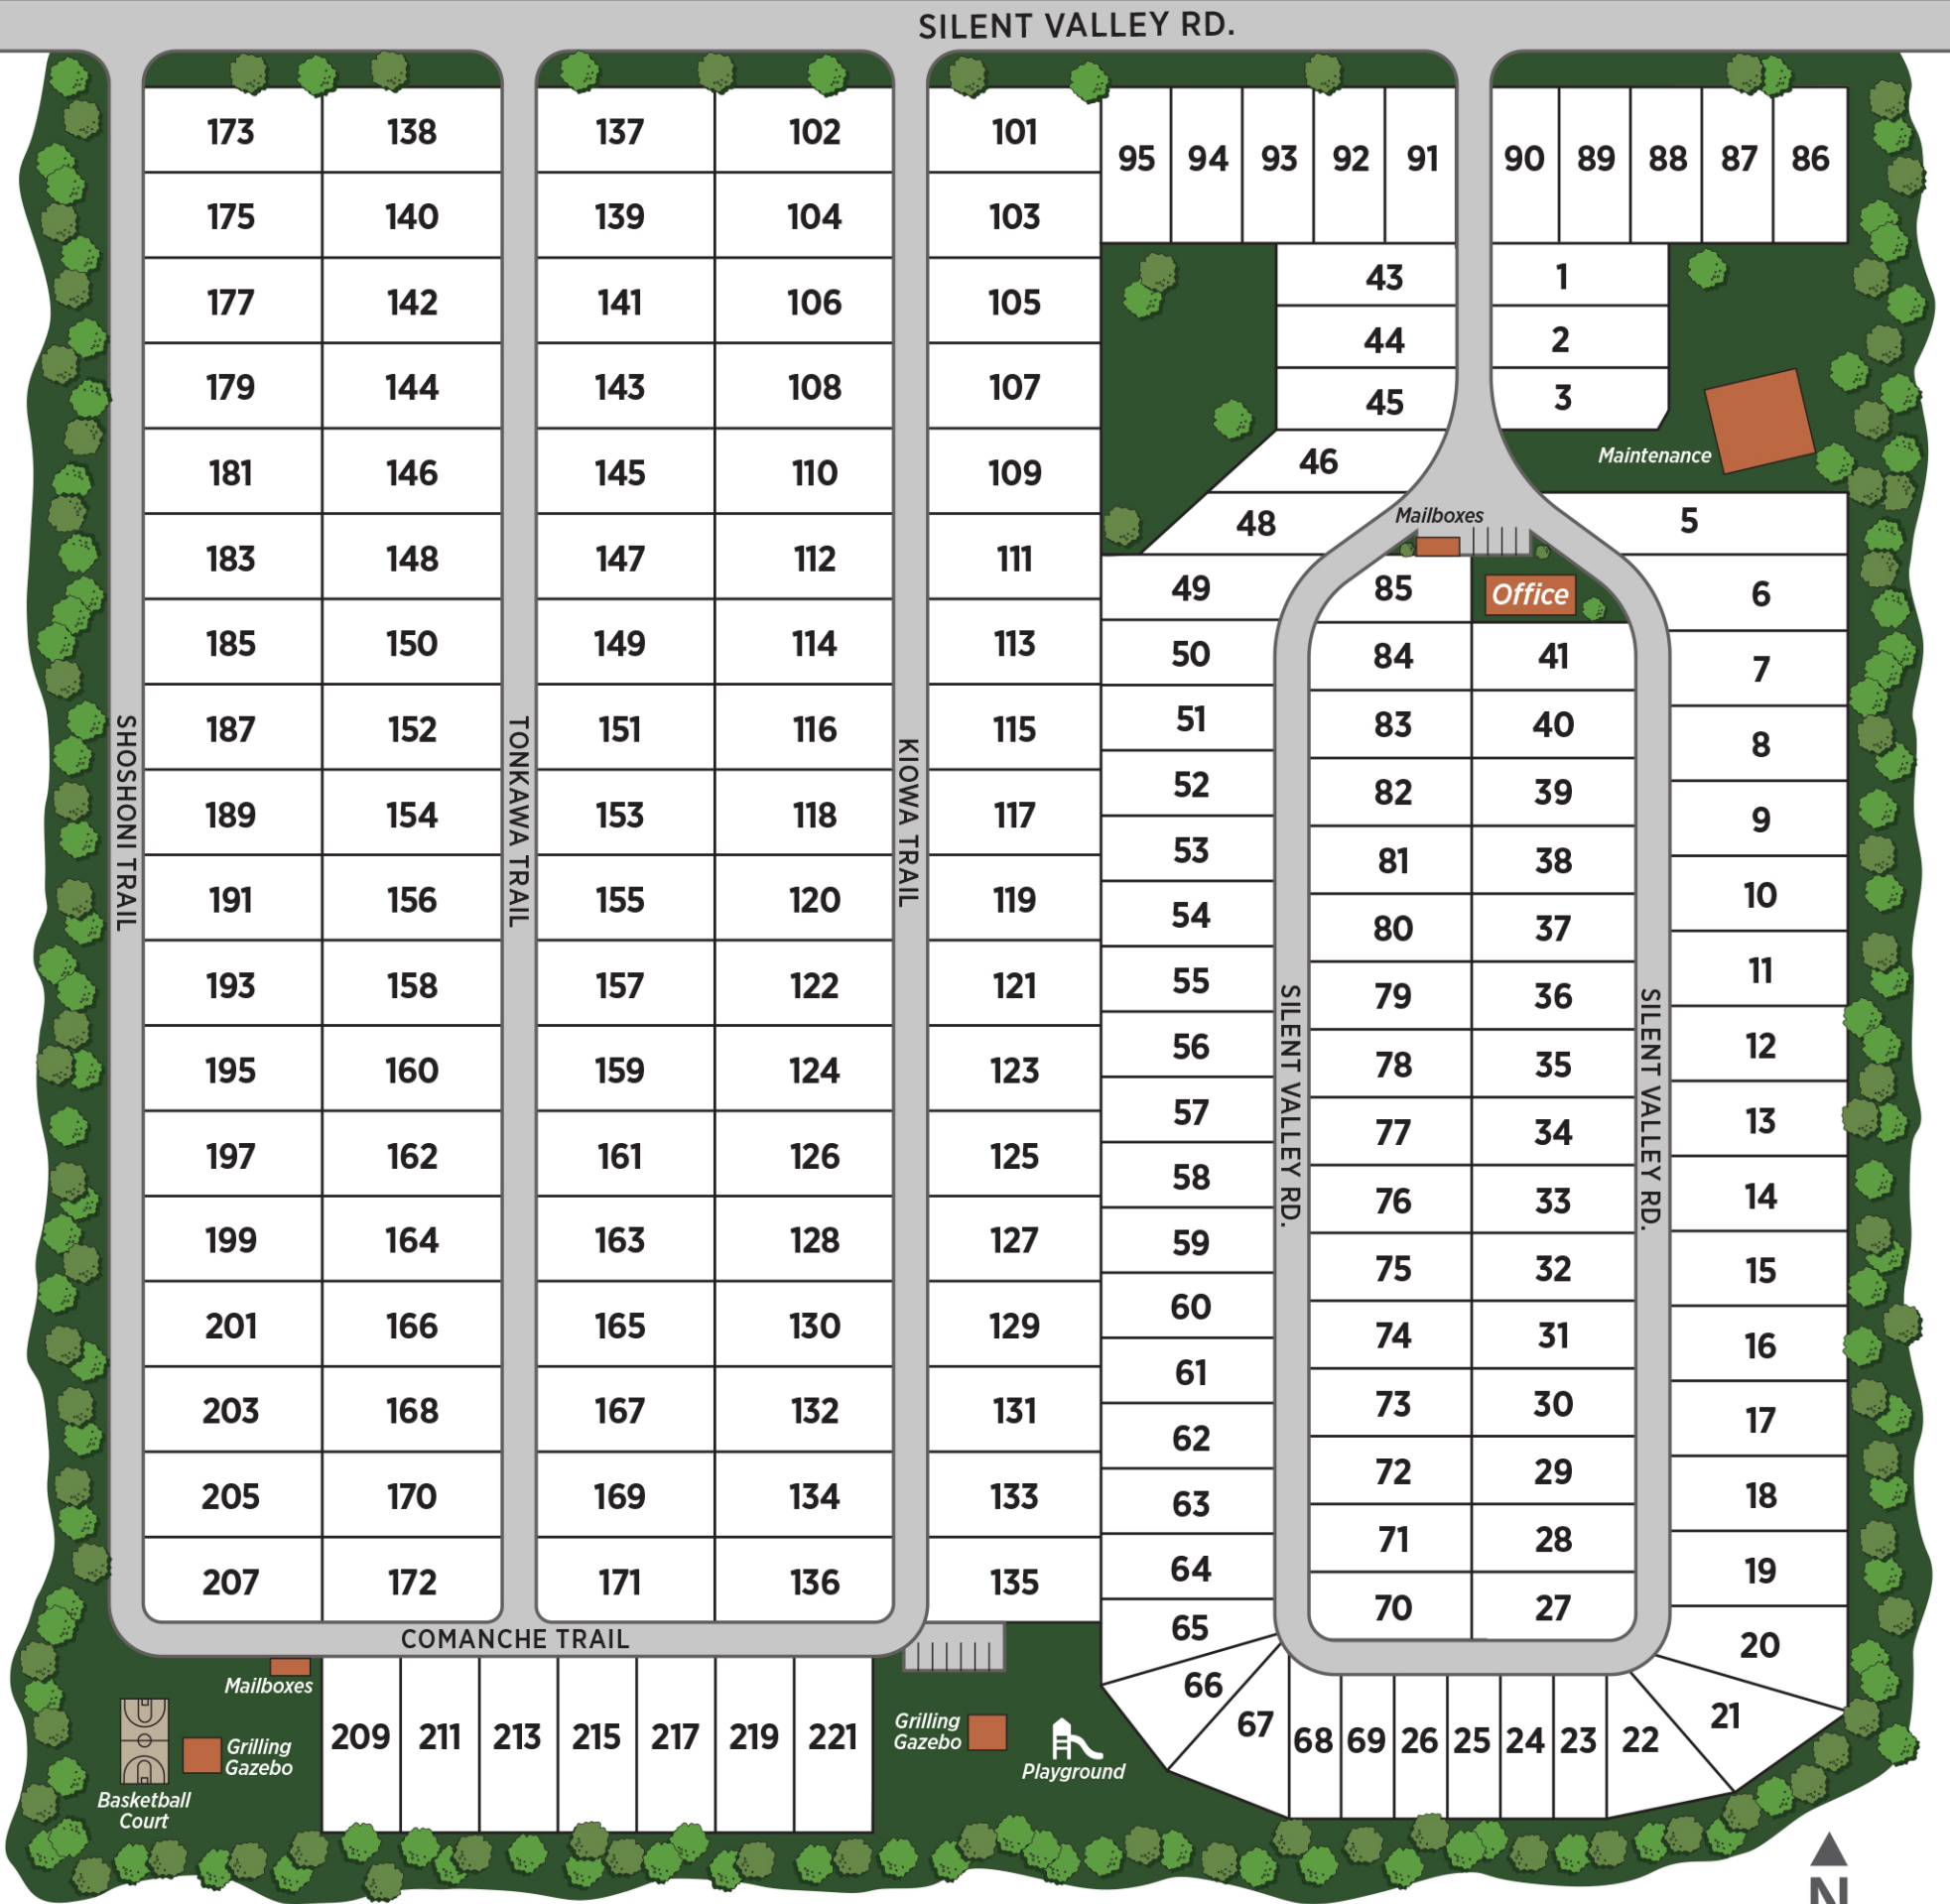 SILENT VALLEY RD.
173 138 137 102 101
95 94 93 92 91 90 89 88 87 86
175 140 139 104 103
43 1
177 142 141 106 105
44 2
179 144 143 108 107
45 3
Maintenance
46
181 146 145 110 109
Mailboxes
48 5
183 148 147 112 111
49 85 Office 6
185 150 149 114 113
50 84 41 7
187 152 151 116 115
51 83 40 8
52 82 39 9
189 154 153 118 117
SHOSHONI TRAIL
TONKAWA TRAIL
KIOWA TRAIL
53 81 38 10
191 156 155 120 119
54 80 37 11
193 158 157 122 121
55 79 36 12
195 160 159 124 123
56 78 35 13
SILENT VALLEY RD.
SILENT VALLEY RD.
57 77 34 14
197 162 161 126 125
58 76 33 15
199 164 163 128 127
59 75 32 16
60 74 31 17
201 166 165 130 129
61 73 30 18
203 168 167 132 131
62 72 29 19
205 170 169 134 133
63 71 28 20
207 172 171 136 135
64 70 27
65
COMANCHE TRAIL
Mailboxes
66 21
209 211 213 215 217 219 221
Grilling
Gazebo
67 68 69 26 25 24 23 22
Grilling
Gazebo
Playground
Basketball
Court
N